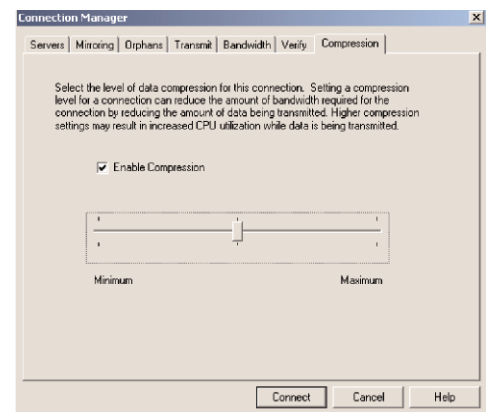 Connection Manager
Servers Mirroring Orphans Transmit Bandwidth Verify Compression
Select the level of data compression for this connection. Setting a compression
level for a connection can reduce the amount of bandwidth required for the
connection by reducing the amount of data being transmitted. Higher compression
settings may result in increased CPU utilization while data is being transmitted.
Enable Compression
Minimum Maximum
Connect Cancel Help